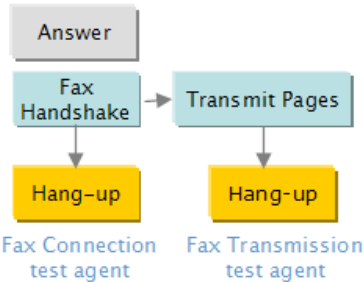 Answer
Fax
Handshake
Transmit Pages
Hang-up
Hang-up
Fax Connection
test agent
Fax Transmission
test agent